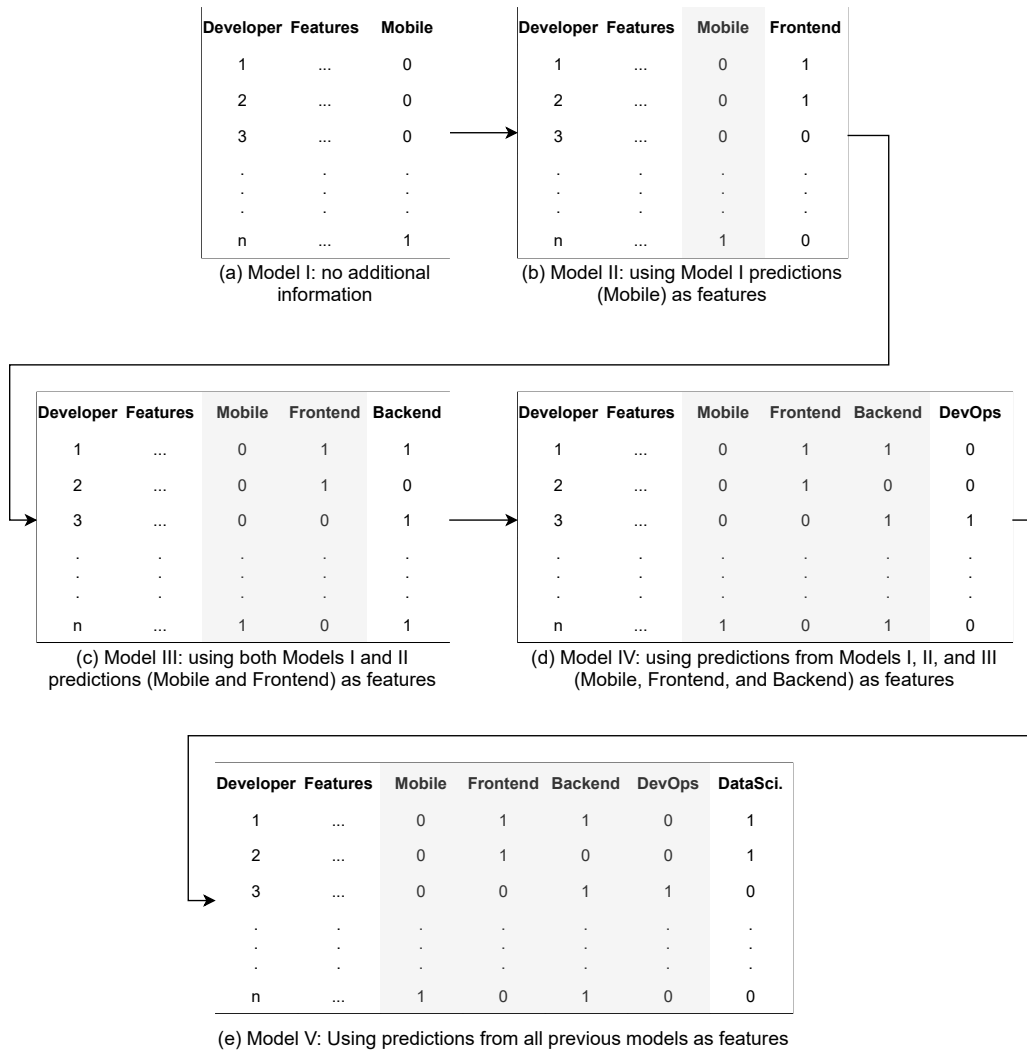 Developer Features Mobile
1 ... 0
2 ... 0
3 ... 0
. . .
. . .
. . .
n ... 1
(a) Model I: no additional
information
Developer Features Mobile Frontend
1 ... 0 1
2 ... 0 1
3 ... 0 0
. . . .
. . . .
. . . .
n ... 1 0
(b) Model II: using Model I predictions
(Mobile) as features
Developer Features Mobile Frontend Backend
1 ... 0 1 1
2 ... 0 1 0
3 ... 0 0 1
. . . . .
. . . . .
. . . . .
n ... 1 0 1
(c) Model III: using both Models I and II
predictions (Mobile and Frontend) as features
Developer Features Mobile Frontend Backend DevOps
1 ... 0 1 1 0
2 ... 0 1 0 0
3 ... 0 0 1 1
. . . . . .
. . . . . .
. . . . . .
n ... 1 0 1 0
(d) Model IV: using predictions from Models I, II, and III
(Mobile, Frontend, and Backend) as features
Developer Features Mobile Frontend Backend DevOps DataSci.
1 ... 0 1 1 0 1
2 ... 0 1 0 0 1
3 ... 0 0 1 1 0
. . . . . . .
. . . . . . .
. . . . . . .
n ... 1 0 1 0 0
(e) Model V: Using predictions from all previous models as features